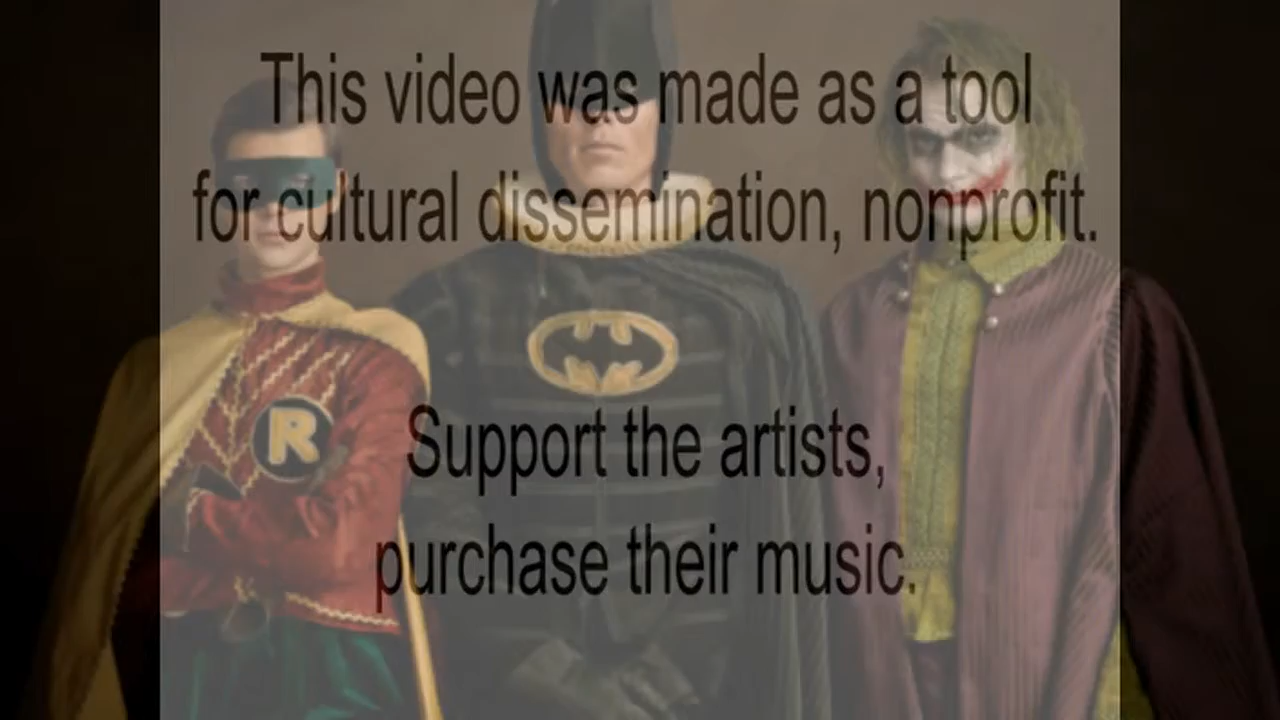 This video was made as a tool
for cultural dissemination, nonprofit.
R
Support the artists,
purchase their music.